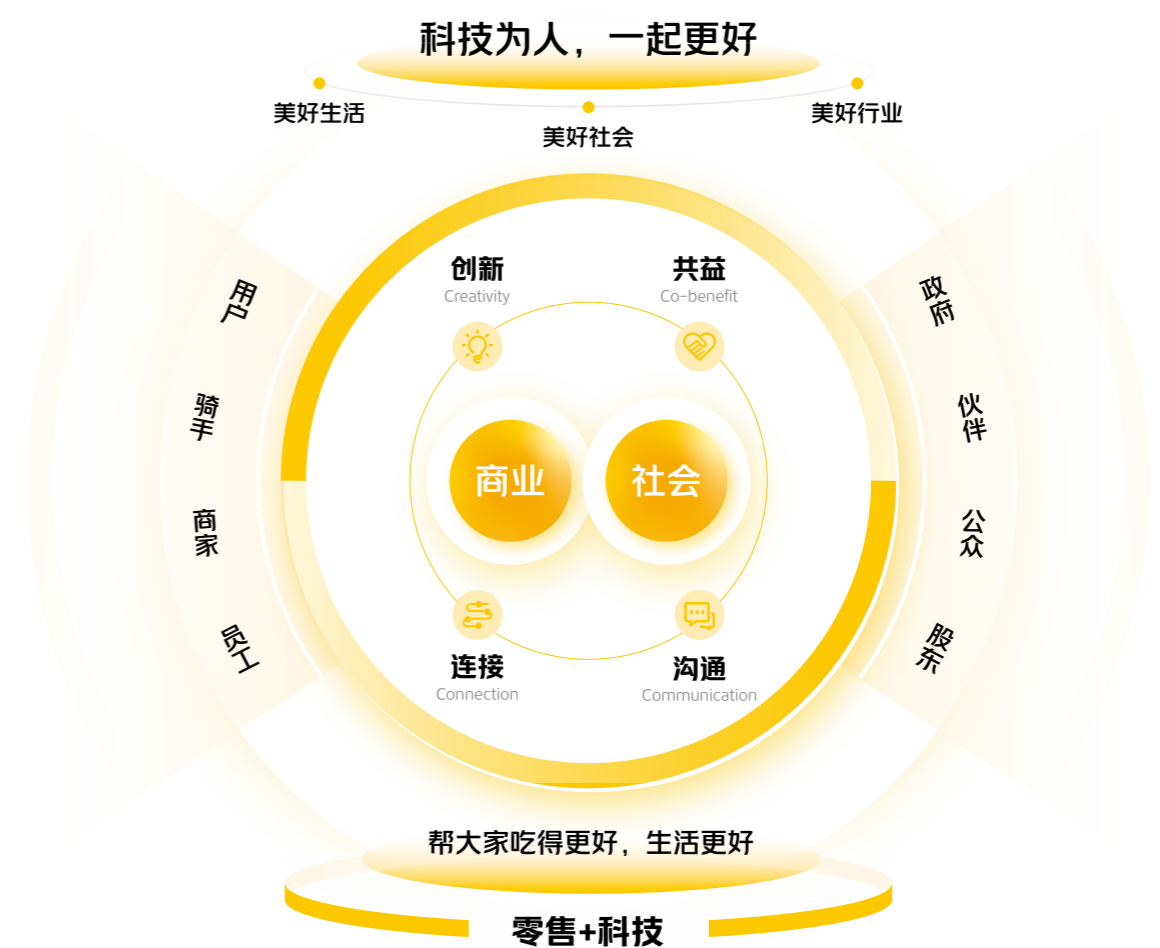 科技为人，一起更好
美好生活
美好社会
美好行业
创新
Creativity
共益
Co-benefit
用户
骑手
商家
员工
商业
社会
政府
伙伴
公众
股东
连接
Connection
沟通
Communication
帮大家吃得更好，生活更好
零售+科技